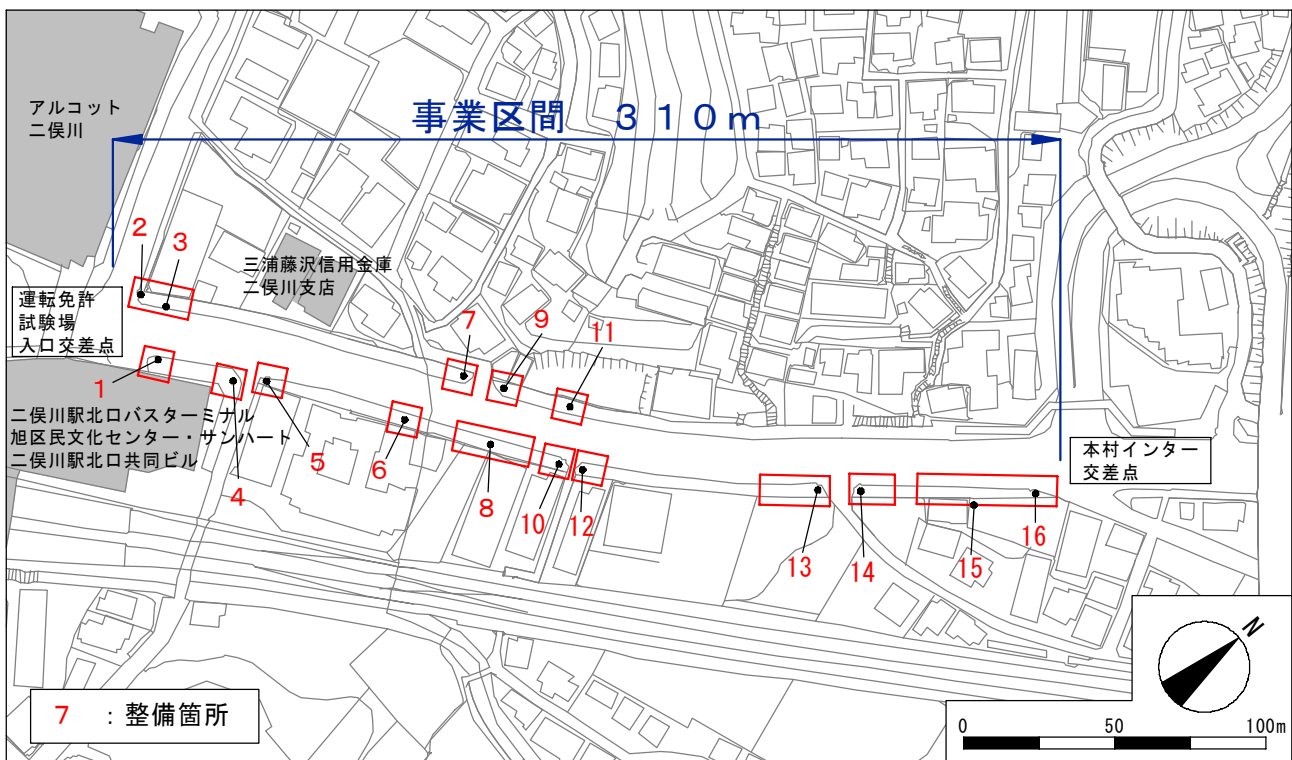 アルコット
二俣川
事業区間 310m
2
3
三浦藤沢信用金庫
二俣川支店
運転免許
試験場
入口交差点
7
9
11
1
二俣川駅北口バスターミナル
旭区民文化センター・サンハート
二俣川駅北口共同ビル
4
5
6
8
10
12
13
14
15
16
本村インター
交差点
N
7 :整備箇所
0 50 100m